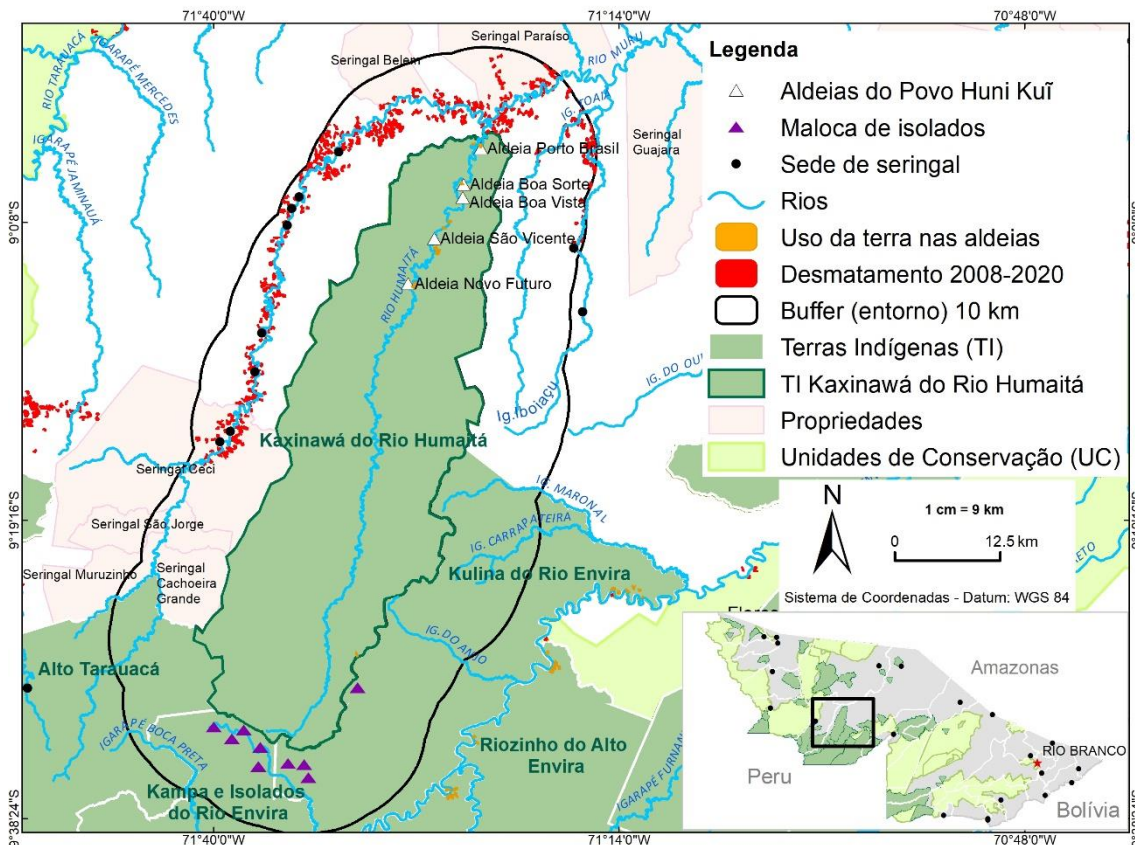 71°40'0"W
71°14'0"W
70°48'0"W
Seringal Paraíso
Seringal Belem
RIO MURU
RIO TARAUACÁ
IGARAPÉ MERCEDES
IG. TOAIA
Seringal
Guajara
IGARAPÉ JAMINAUÁ
Aldeia Porto Brasil
Aldeia Boa Sorte
Aldeia Boa Vista
Aldeia São Vicente
Aldeia Novo Futuro
RIO HUMAITÁ
9°0'8"S
Ig. Iboiaçu
IG. DO OUR
Kaxinawá do Rio Humaitá
Seringal Ceci
IG. MARONAL
IG. CARRAPATEIRA
9°19'16"S
Seringal São Jorge
Kulina do Rio Envira
Seringal Muruzinho
Seringal
Cachoeira
Grande
IG. DO ANJO
Alto Tarauacá
IGARAPÉ BOCA PRETA
Riozinho do Alto
Envira
Kampa e Isolados
do Rio Envira
9°38'24"S
Legenda
Aldeias do Povo Huni Kuĩ
Maloca de isolados
Sede de seringal
Rios
Uso da terra nas aldeias
Desmatamento 2008-2020
Buffer (entorno) 10 km
Terras Indígenas (TI)
TI Kaxinawá do Rio Humaitá
Propriedades
Unidades de Conservação (UC)
N
1 cm = 9 km
0 12.5 km
Sistema de Coordenadas - Datum: WGS 84
Amazonas
RIO BRANCO
Peru
Bolívia
71°40'0"W
71°14'0"W
70°48'0"W